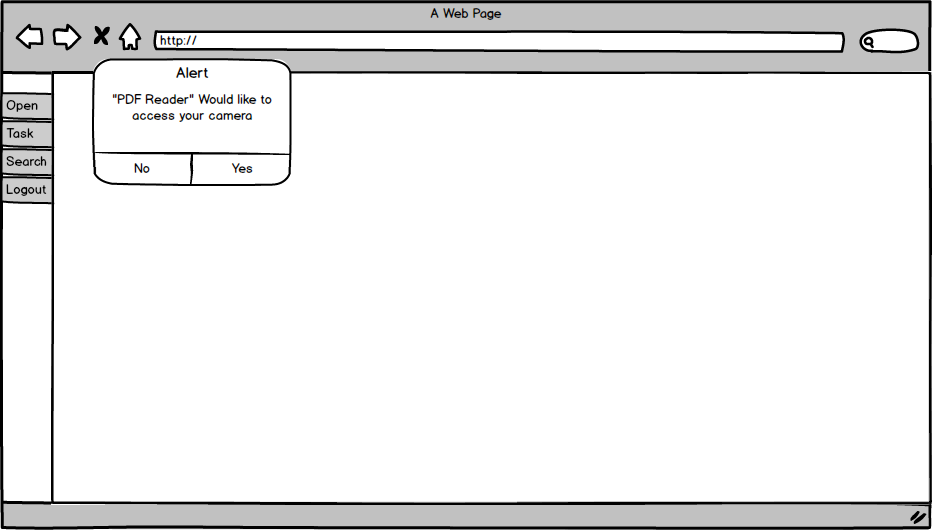 A Web Page
http://
Alert
"PDF Reader" Would like to
access your camera
No
Yes
Open
Task
Search
Logout